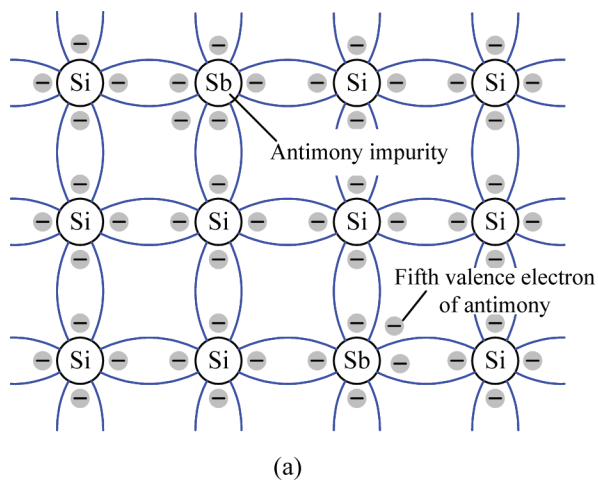 Si Sb Si Si
Antimony impurity
Si Si Si Si
Fifth valence electron
of antimony
Si Si Sb Si
(a)